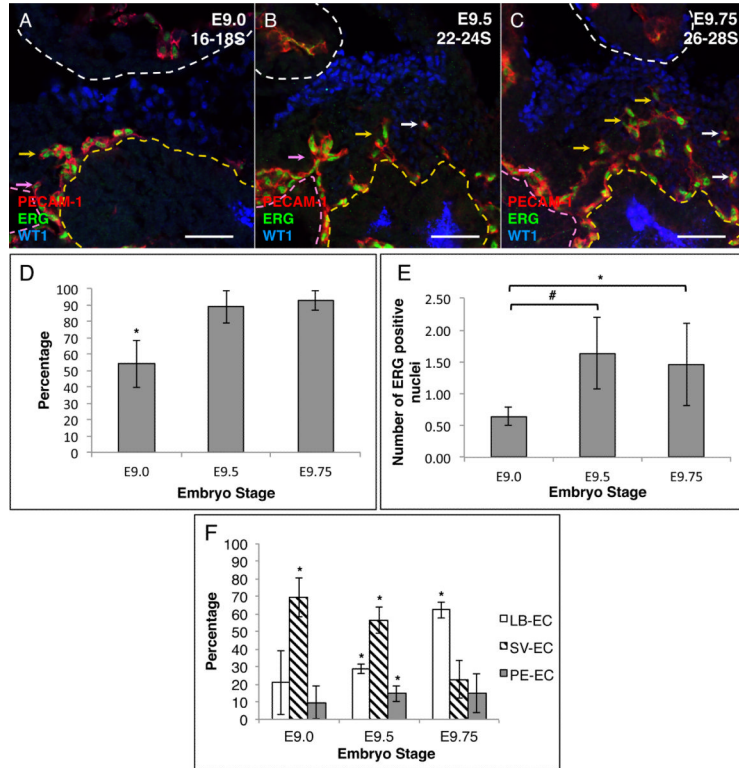 A
E9.0
16-18S
PECAM-1
ERG
WT1
B
E9.5
22-24S
PECAM-1
ERG
WT1
C
E9.75
26-28S
PECAM-1
ERG
WT1
D
100
90
80
70
60
50
40
30
20
10
0
Percentage
*
E9.0
E9.5
E9.75
Embryo Stage
E
2.50
2.00
1.50
1.00
0.50
0.00
Number of ERG positive
nuclei
#
*
E9.0
E9.5
E9.75
Embryo Stage
F
100
90
80
70
60
50
40
30
20
10
0
Percentage
*
*
*
*
*
LB-EC
SV-EC
PE-EC
E9.0
E9.5
E9.75
Embryo Stage